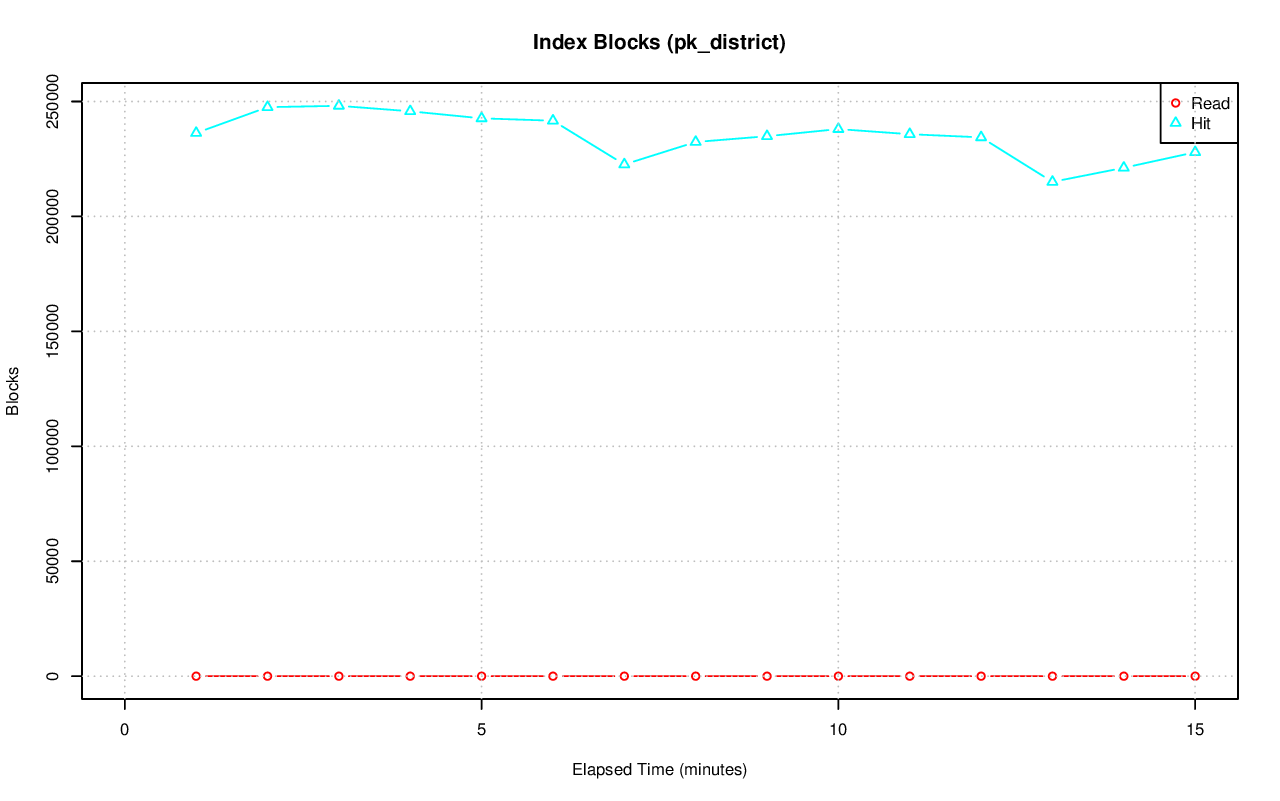 Index Blocks (pk_district)
Read
Hit
250000
200000
150000
100000
50000
0
Blocks
0 5 10 15
Elapsed Time (minutes)